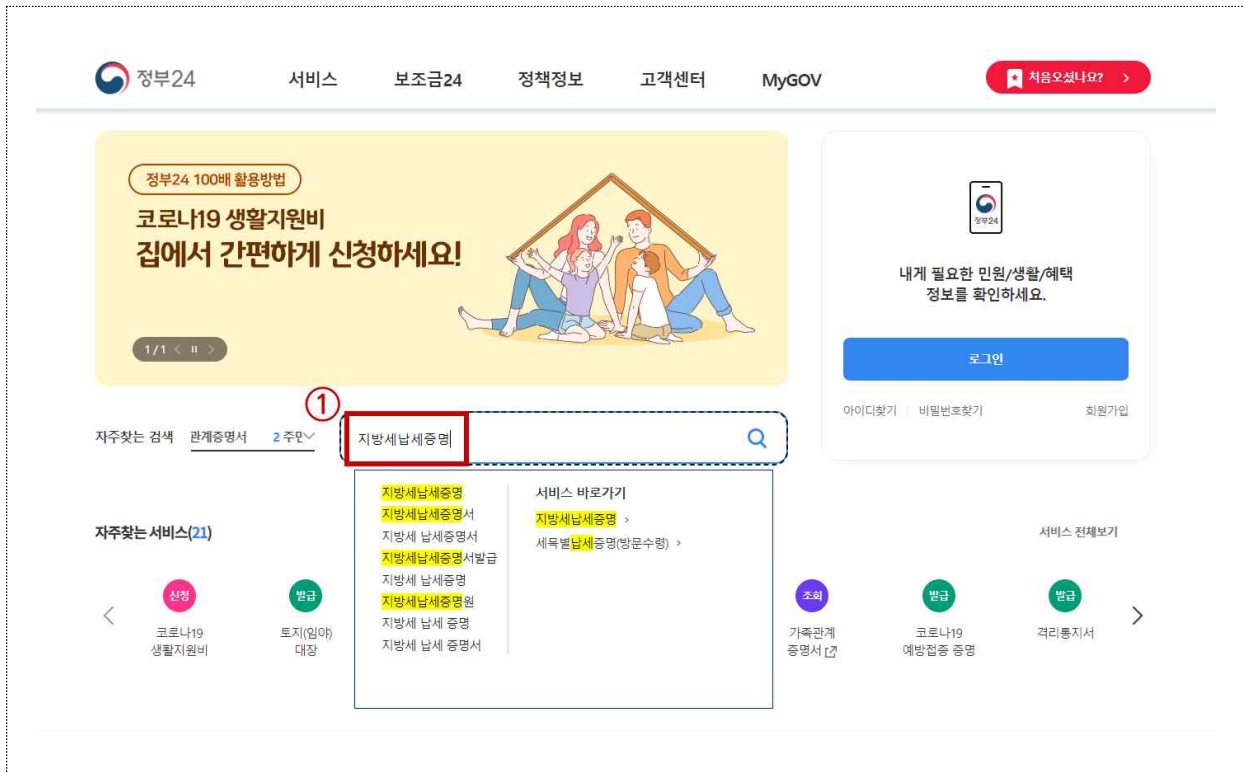 정부24 서비스 보조금24 정책정보 고객센터 MyGOV 처음오셨나요? >
정부24 100배 활용방법
코로나19 생활지원비
집에서 간편하게 신청하세요!
1/1 < II >
정부24
내게 필요한 민원/생활/혜택
정보를 확인하세요.
로그인
아이디찾기 | 비밀번호찾기 회원가입
①
자주찾는 검색 관계증명서 2 주민 지방세납세증명
지방세납세증명
지방세납세증명서
지방세 납세증명서
지방세납세증명서발급
지방세 납세증명
지방세납세증명원
지방세 납세 증명
지방세 납세 증명서
서비스 바로가기
지방세납세증명 >
세목별납세증명(방문수령) >
자주찾는 서비스(21) 서비스 전체보기
신청
코로나19
생활지원비
발급
토지(임야)
대장
조회
가족관계
증명서
발급
코로나19
예방접종 증명
발급
격리통지서